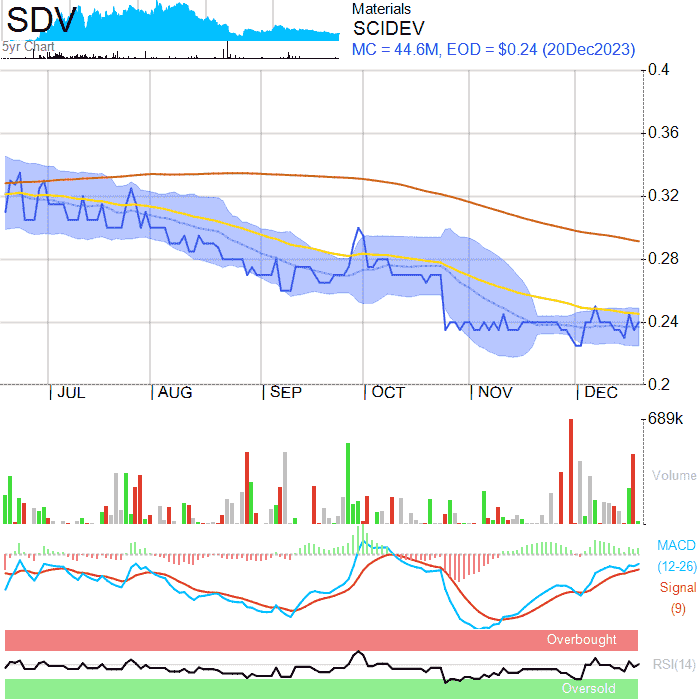 SDV
5yr Chart
Materials
SCIDEV
MC = 44.6M, EOD = $0.24 (20Dec2023)
0.4
0.36
0.32
0.28
0.24
0.2
JUL AUG SEP OCT NOV DEC
689k
Volume
MACD
(12-26)
Signal
(9)
Overbought
RSI(14)
Oversold